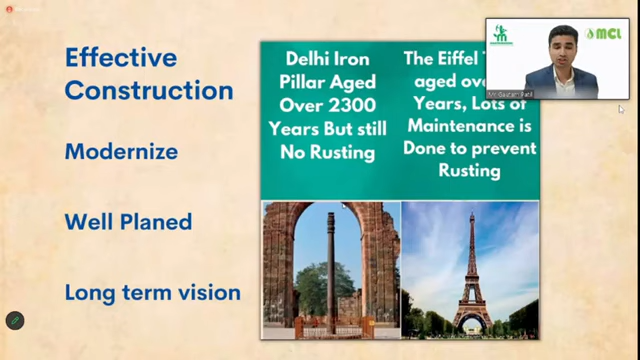 Effective
Construction
Modernize
Well Planed
Long term vision
Delhi Iron
Pillar Aged
Over 2300
Years But still
No Rusting
The Eiffel T
aged ove
Years, Lots of
Maintenance is
Done to prevent
Rusting
MCL